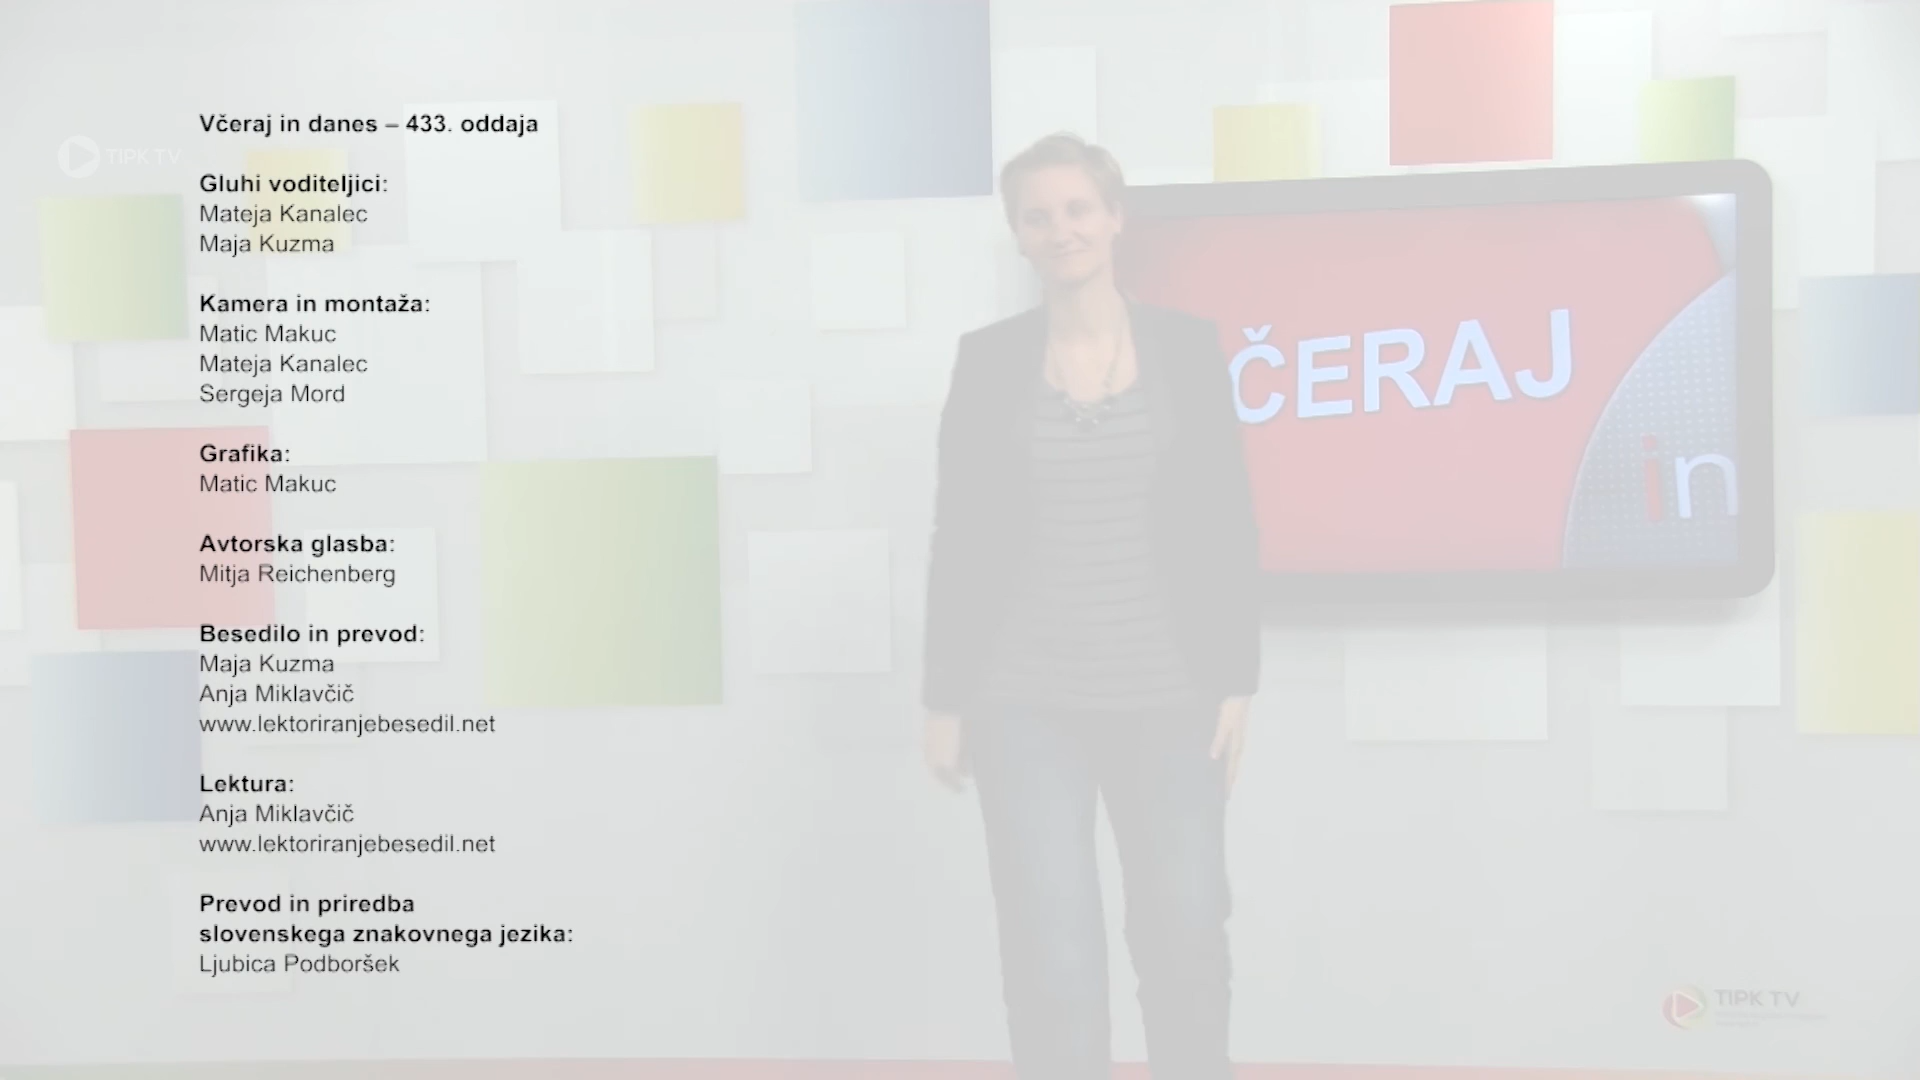 Včeraj in danes – 433. oddaja
TIPK TV
Gluhi voditeljici:
Mateja Kanalec
Maja Kuzma
Kamera in montaža:
Matic Makuc
Mateja Kanalec
Sergeja Mord
Grafika:
Matic Makuc
Avtorska glasba:
Mitja Reichenberg
Besedilo in prevod:
Maja Kuzma
Anja Miklavčič
www.lektoriranjebesedil.net
Lektura:
Anja Miklavčič
www.lektoriranjebesedil.net
Prevod in priredba
slovenskega znakovnega jezika:
Ljubica Podboršek
ČERAJ
in
TIPK TV